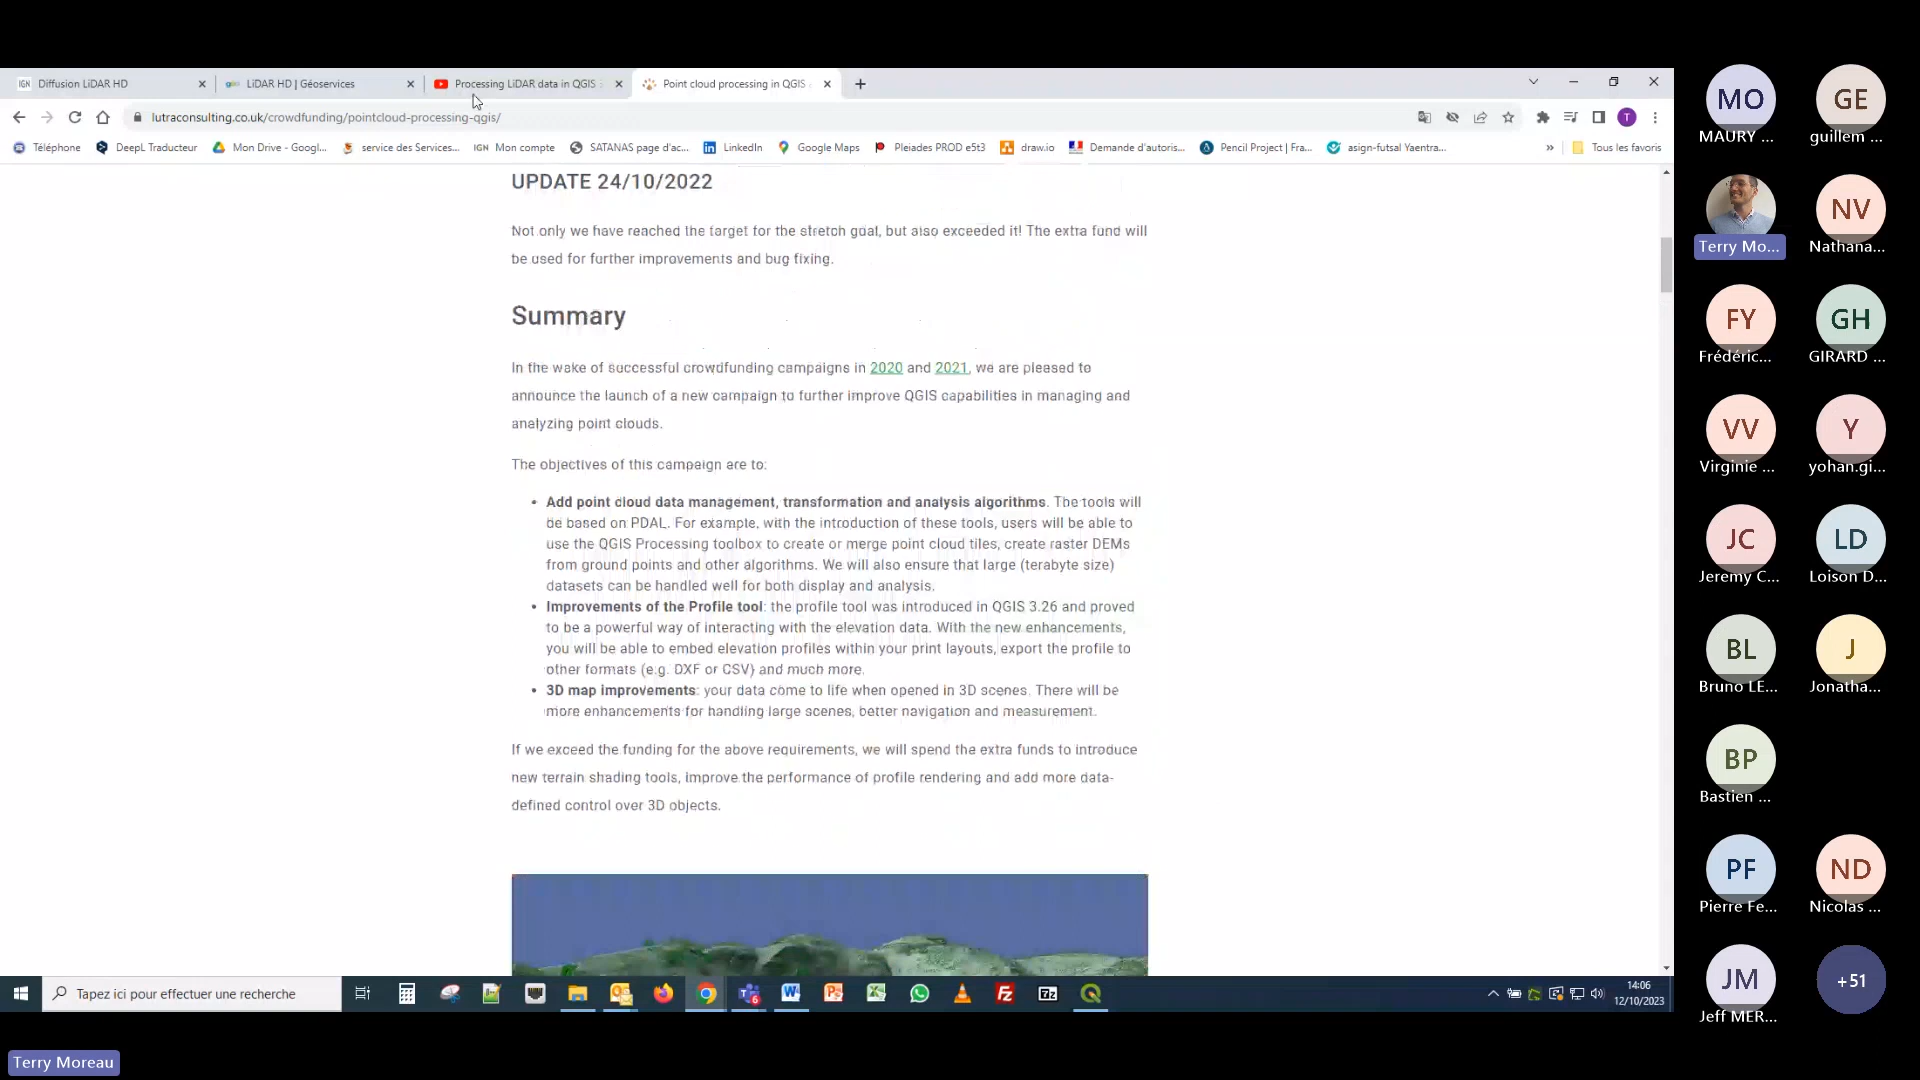 Diffusion LiDAR HD
LiDAR HD | Géoservices
Processing LiDAR data in QGIS
Point cloud processing in QGIS
lutraconsulting.co.uk/crowdfunding/pointcloud-processing-qgis/
Téléphone
DeepL Traducteur
Mon Drive - Googl...
service des Services...
IGN Mon compte
SATANAS page d'ac...
LinkedIn
Google Maps
Pleiades PROD e5t3
draw.io
Demande d'autoris...
Pencil Project | Fra...
asign-futsal Yaentra...
»
Tous les favoris
UPDATE 24/10/2022
Not only we have reached the target for the stretch goal, but also exceeded it! The extra fund will
be used for further improvements and bug fixing.
Summary
In the wake of successful crowdfunding campaigns in 2020 and 2021, we are pleased to
announce the launch of a new campaign to further improve QGIS capabilities in managing and
analyzing point clouds.
The objectives of this campaign are to:
• Add point cloud data management, transformation and analysis algorithms. The tools will
be based on PDAL. For example, with the introduction of these tools, users will be able to
use the QGIS Processing toolbox to create or merge point cloud tiles, create raster DEMs
from ground points and other algorithms. We will also ensure that large (terabyte size)
datasets can be handled well for both display and analysis.
• Improvements of the Profile tool: the profile tool was introduced in QGIS 3.26 and proved
to be a powerful way of interacting with the elevation data. With the new enhancements,
you will be able to embed elevation profiles within your print layouts, export the profile to
other formats (e.g. DXF or CSV) and much more.
• 3D map improvements: your data come to life when opened in 3D scenes. There will be
more enhancements for handling large scenes, better navigation and measurement.
If we exceed the funding for the above requirements, we will spend the extra funds to introduce
new terrain shading tools, improve the performance of profile rendering and add more data-
defined control over 3D objects.
Tapez ici pour effectuer une recherche
14:06
12/10/2023
MO
MAURY ...
GE
guillem ...
Terry Mo...
NV
Nathana...
FY
Frédéric...
GH
GIRARD ...
VV
Virginie ...
Y
yohan.gi...
JC
Jeremy C...
LD
Loison D...
BL
Bruno LE...
J
Jonatha...
BP
Bastien ...
PF
Pierre Fe...
ND
Nicolas ...
JM
Jeff MER...
+51
Terry Moreau